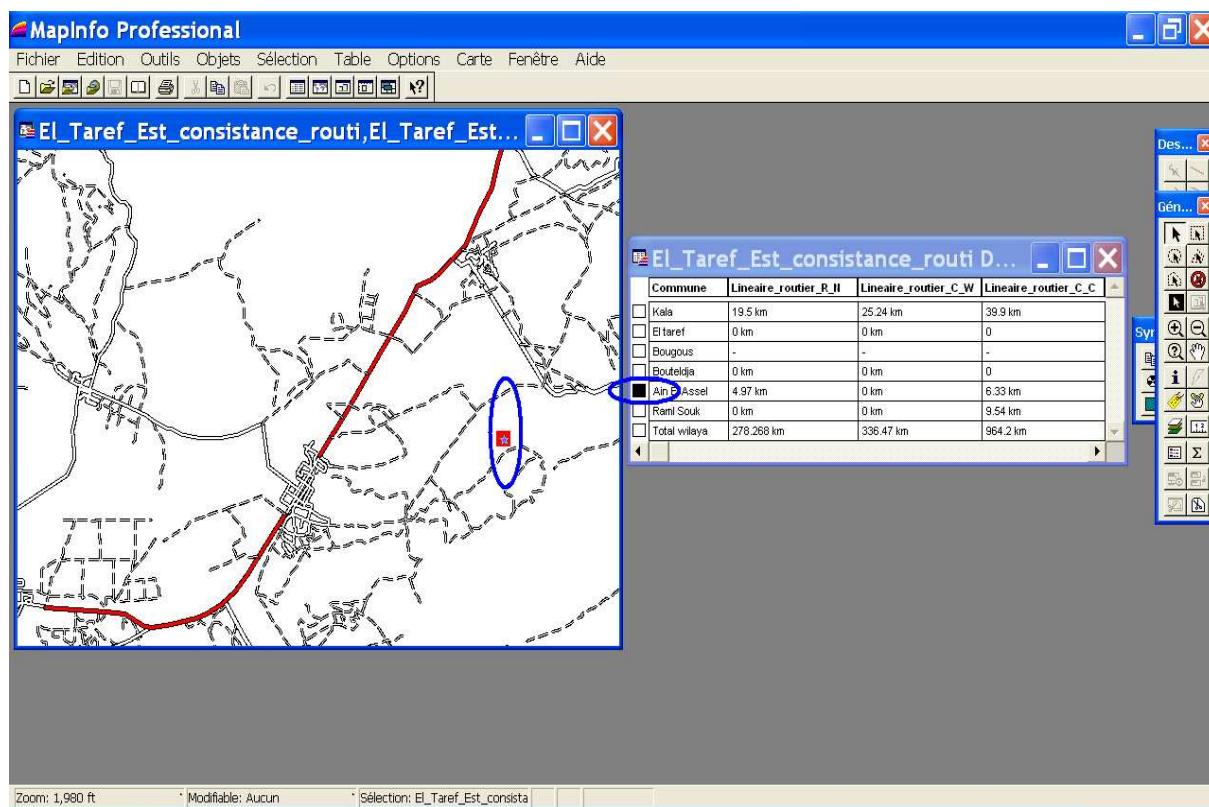 MapInfo Professional
Fichier Edition Outils Objets Sélection Table Options Carte Fenêtre Aide
El_Taref_Est_consistance_routi,El_Taref_Est...
Des...
Gén...
El_Taref_Est_consistance_routi D...
Commune Lineaire_routier_R_N Lineaire_routier_C_W Lineaire_routier_C_C
Kala 19.5 km 25.24 km 39.9 km
El taref 0 km 0 km 0
Bougous - - -
Bouteldja 0 km 0 km 0
Ain El Assel 4.97 km 0 km 6.33 km
Raml Souk 0 km 0 km 9.54 km
Total wilaya 278.268 km 336.47 km 964.2 km
Syr
Zoom: 1,980 ft Modifiable: Aucun Sélection: El_Taref_Est_consista